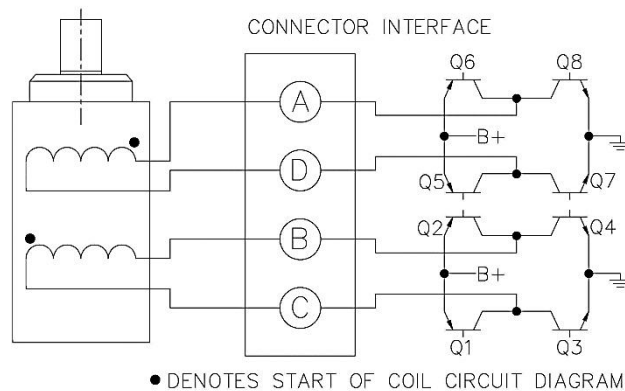 CONNECTOR INTERFACE
Q6 Q8
A
B+
D
Q5 Q7
Q2 Q4
B
B+
C
Q1 Q3
DENOTES START OF COIL CIRCUIT DIAGRAM